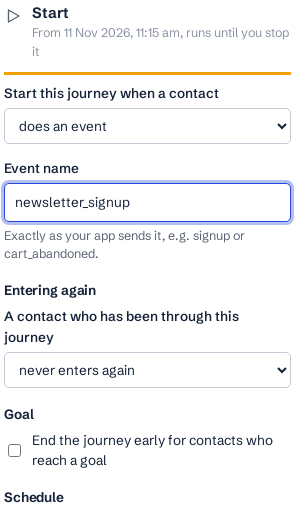 Start
From 11 Nov 2026, 11:15 am, runs until you stop
it
Start this journey when a contact
does an event
Event name
newsletter_signup
Exactly as your app sends it, e.g. signup or
cart_abandoned.
Entering again
A contact who has been through this
journey
never enters again
Goal
End the journey early for contacts who
reach a goal
Schedule